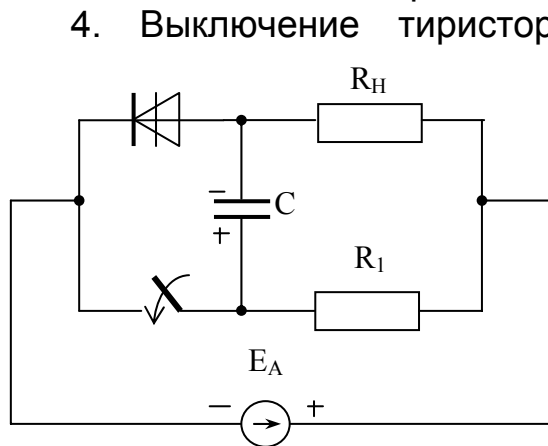 4. Выключение тиристор
R_H
− C
+
R_1
E_A
− +